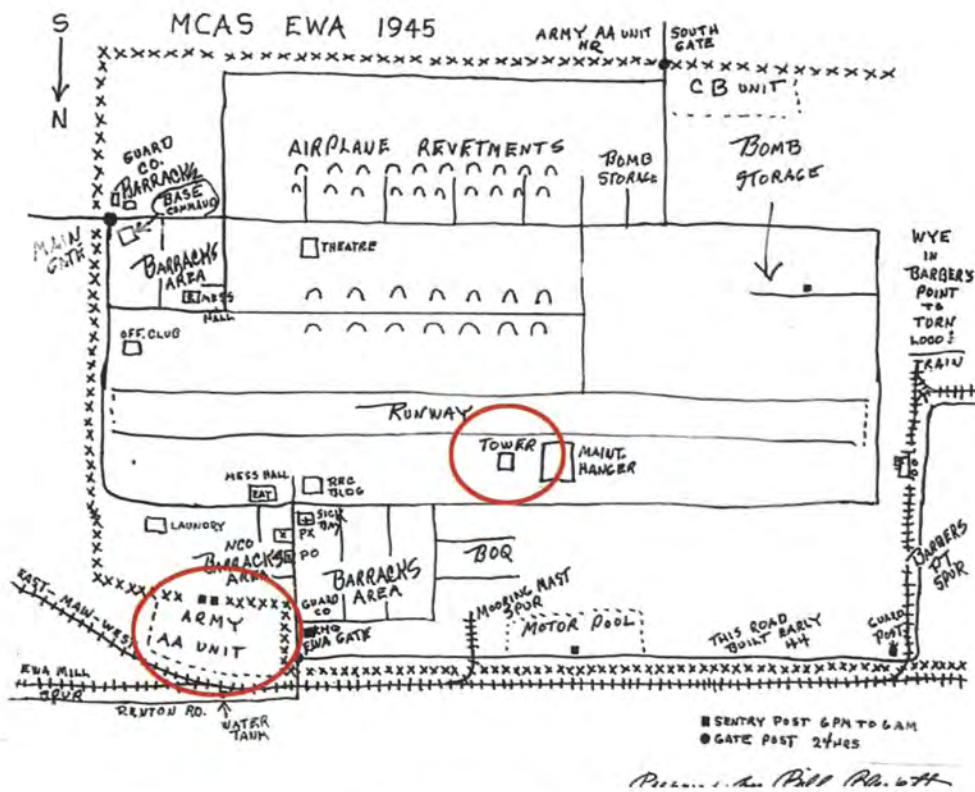 S
N
MCAS EWA 1945
ARMY AA UNIT
HQ
SOUTH
GATE
CB UNIT
GUARD
CO.
BARRACKS
BASE
COMMAND
MAIN
GATE
BARRACKS
AREA
MESS
HALL
OFF. CLUB
AIRPLANE REVETMENTS
BOMB
STORAGE
BOMB
STORAGE
THEATRE
WYE
IN
BARBER'S
POINT
TO
TURN
LOCO
TRAIN
RUNWAY
TOWER
MAINT.
HANGER
MESS HALL
EAT
REC
BLDG
LAUNDRY
SICK
BAY
PX
PO
NCO
BARRACKS
AREA
BARRACKS
AREA
BOQ
GUARD
CO
EWA GATE
ARMY
AA UNIT
EAST-MAW-WEST
EWA MILL
SPUR
RENTON RD.
WATER
TANK
MOORING MAST
SPUR
MOTOR POOL
THIS ROAD
BUILT EARLY
44
GUARD
POST
BARBERS
PT
SPUR
SENTRY POST 6PM TO 6AM
GATE POST 24HRS